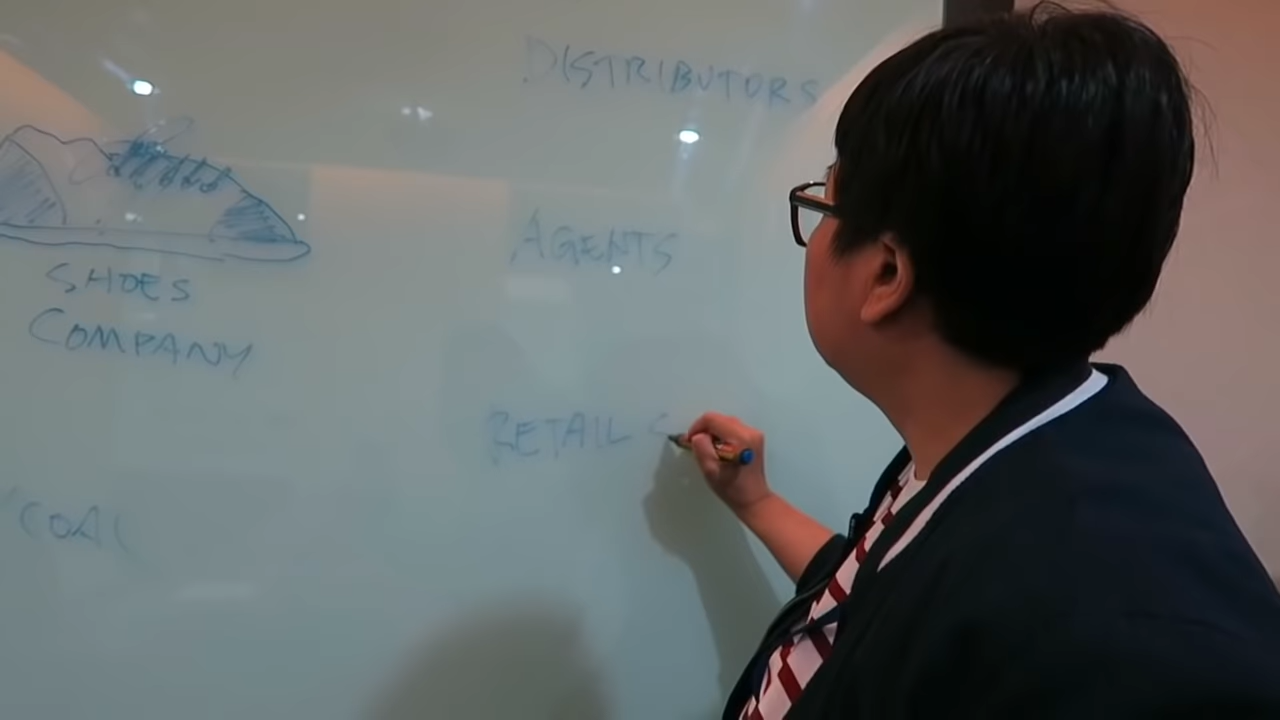 DISTRIBUTORS
AGENTS
SHOES
COMPANY
RETAIL S
"COAL